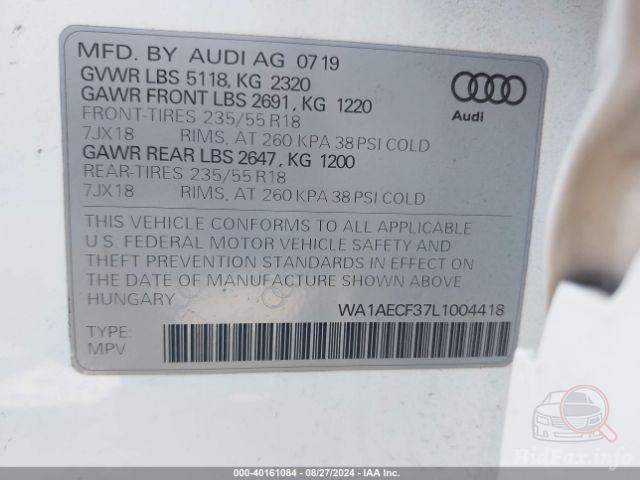 MFD. BY AUDI AG 07 19
GVWR LBS 5118, KG 2320
GAWR FRONT LBS 2691, KG 1220
FRONT-TIRES 235/55 R18
7JX18 RIMS, AT 260 KPA 38 PSI COLD
GAWR REAR LBS 2647, KG 1200
REAR-TIRES 235/55 R18
7JX18 RIMS, AT 260 KPA 38 PSI COLD
Audi
THIS VEHICLE CONFORMS TO ALL APPLICABLE
U.S. FEDERAL MOTOR VEHICLE SAFETY AND
THEFT PREVENTION STANDARDS IN EFFECT ON
THE DATE OF MANUFACTURE SHOWN ABOVE
HUNGARY
WA1AECF37L1004418
TYPE:
MPV
BidFax.info
000-40161084 - 08/27/2024 - IAA Inc.